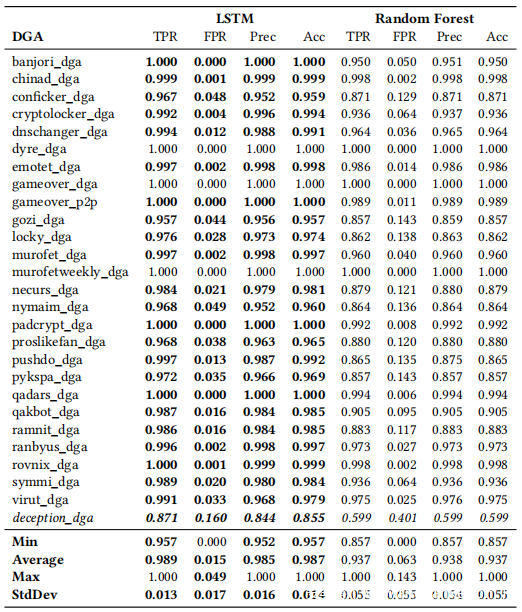 LSTM Random Forest
DGA TPR FPR Prec Acc TPR FPR Prec Acc
banjori_dga 1.000 0.000 1.000 1.000 0.950 0.050 0.951 0.950
chinad_dga 0.999 0.001 0.999 0.999 0.998 0.002 0.998 0.998
conficker_dga 0.967 0.048 0.952 0.959 0.871 0.129 0.871 0.871
cryptolocker_dga 0.992 0.004 0.996 0.994 0.936 0.064 0.937 0.936
dnschanger_dga 0.994 0.012 0.988 0.991 0.964 0.036 0.965 0.964
dyre_dga 1.000 0.000 1.000 1.000 1.000 0.000 1.000 1.000
emotet_dga 0.997 0.002 0.998 0.998 0.986 0.014 0.986 0.986
gameover_dga 1.000 0.000 1.000 1.000 1.000 0.000 1.000 1.000
gameover_p2p 1.000 0.000 1.000 1.000 0.989 0.011 0.989 0.989
gozi_dga 0.957 0.044 0.956 0.957 0.857 0.143 0.859 0.857
locky_dga 0.976 0.028 0.973 0.974 0.862 0.138 0.863 0.862
murofet_dga 0.997 0.002 0.998 0.997 0.960 0.040 0.960 0.960
murofetweekly_dga 1.000 0.000 1.000 1.000 1.000 0.000 1.000 1.000
necurs_dga 0.984 0.021 0.979 0.981 0.879 0.121 0.880 0.879
nymaim_dga 0.968 0.049 0.952 0.960 0.864 0.136 0.864 0.864
padcrypt_dga 1.000 0.000 1.000 1.000 0.992 0.008 0.992 0.992
proslikefan_dga 0.968 0.038 0.963 0.965 0.880 0.120 0.880 0.880
pushdo_dga 0.997 0.013 0.987 0.992 0.865 0.135 0.875 0.865
pykspa_dga 0.972 0.035 0.966 0.969 0.857 0.143 0.857 0.857
qadars_dga 1.000 0.000 1.000 1.000 0.994 0.006 0.994 0.994
qakbot_dga 0.987 0.016 0.984 0.985 0.905 0.095 0.905 0.905
ramnit_dga 0.986 0.016 0.984 0.985 0.883 0.117 0.883 0.883
ranbyus_dga 0.996 0.002 0.998 0.997 0.973 0.027 0.973 0.973
rovnix_dga 1.000 0.001 0.999 0.999 0.998 0.002 0.998 0.998
symmi_dga 0.989 0.020 0.980 0.984 0.936 0.064 0.936 0.936
virut_dga 0.991 0.033 0.968 0.979 0.975 0.025 0.976 0.975
deception_dga 0.871 0.160 0.844 0.855 0.599 0.401 0.599 0.599
Min 0.957 0.000 0.952 0.957 0.857 0.000 0.857 0.857
Average 0.989 0.015 0.985 0.987 0.937 0.063 0.938 0.937
Max 1.000 0.049 1.000 1.000 1.000 0.143 1.000 1.000
StdDev 0.013 0.017 0.016 0.014 0.055 0.055 0.054 0.055